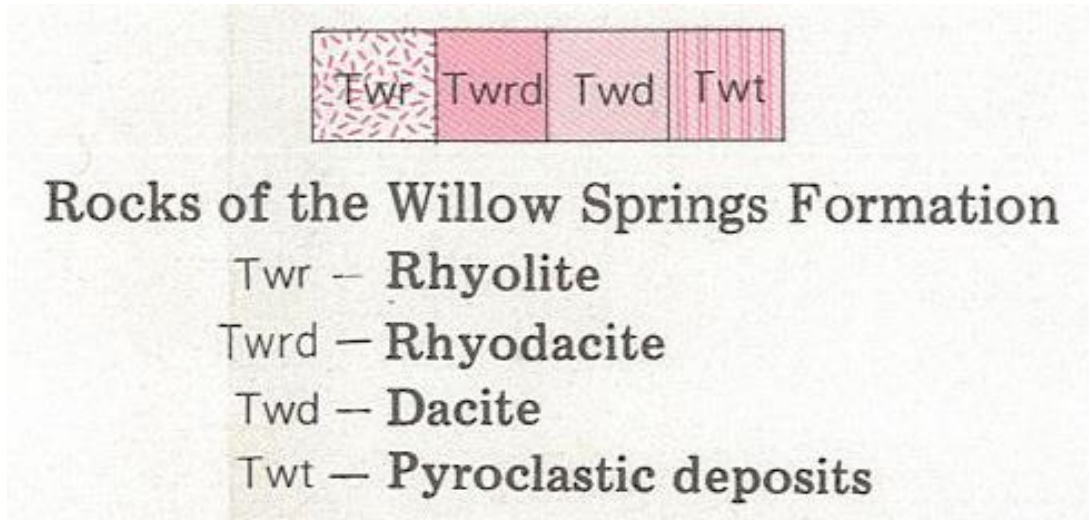 Twr Twrd Twd Twt
Rocks of the Willow Springs Formation
Twr — Rhyolite
Twrd — Rhyodacite
Twd — Dacite
Twt — Pyroclastic deposits